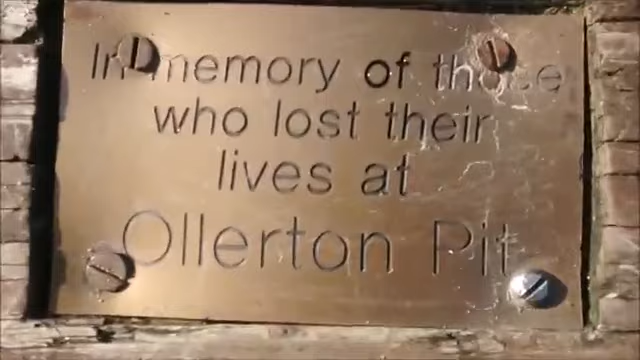 In memory of those
who lost their
lives at
Ollerton Pit